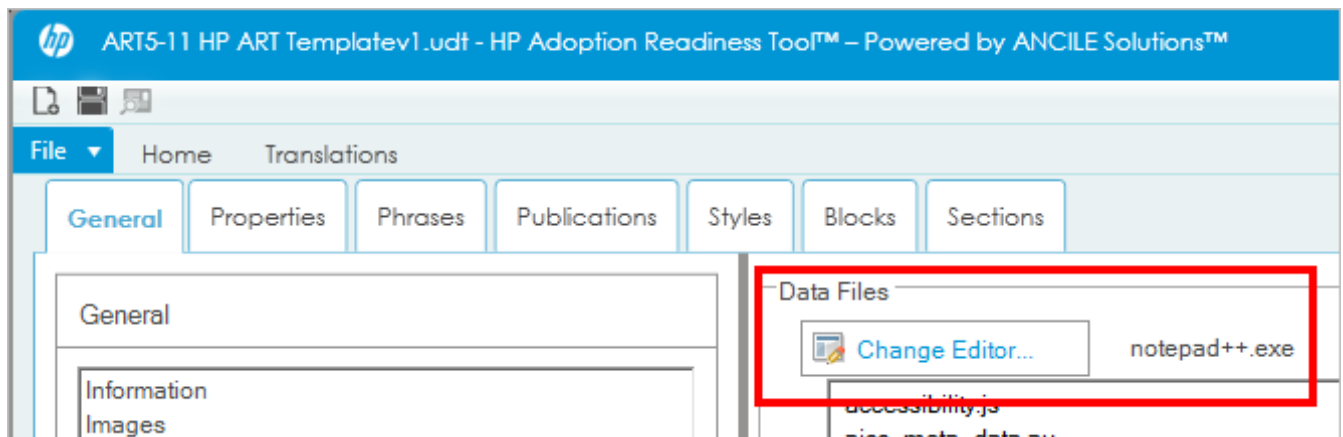 hp ART5-11 HP ART Templatev1.udt - HP Adoption Readiness Tool™ – Powered by ANCILE Solutions™
File Home Translations
General Properties Phrases Publications Styles Blocks Sections
General
Information
Images
Data Files
Change Editor... notepad++.exe
accessibility.js